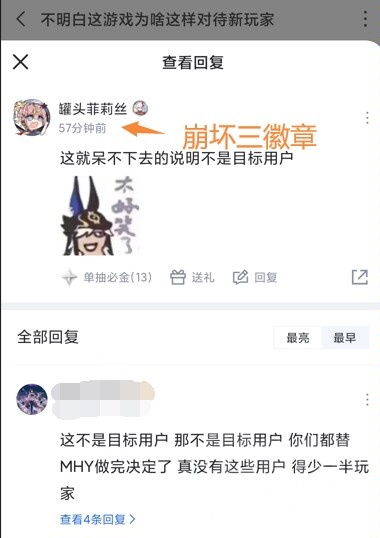 不明白这游戏为啥这样对待新玩家
查看回复
罐头菲莉丝
57分钟前
崩坏三徽章
这就呆不下去的说明不是目标用户
太好笑了
单抽必金(13)
送礼
回复
全部回复
最亮
最早
这不是目标用户 那不是目标用户 你们都替
MHY做完决定了 真没有这些用户 得少一半玩
家
查看4条回复